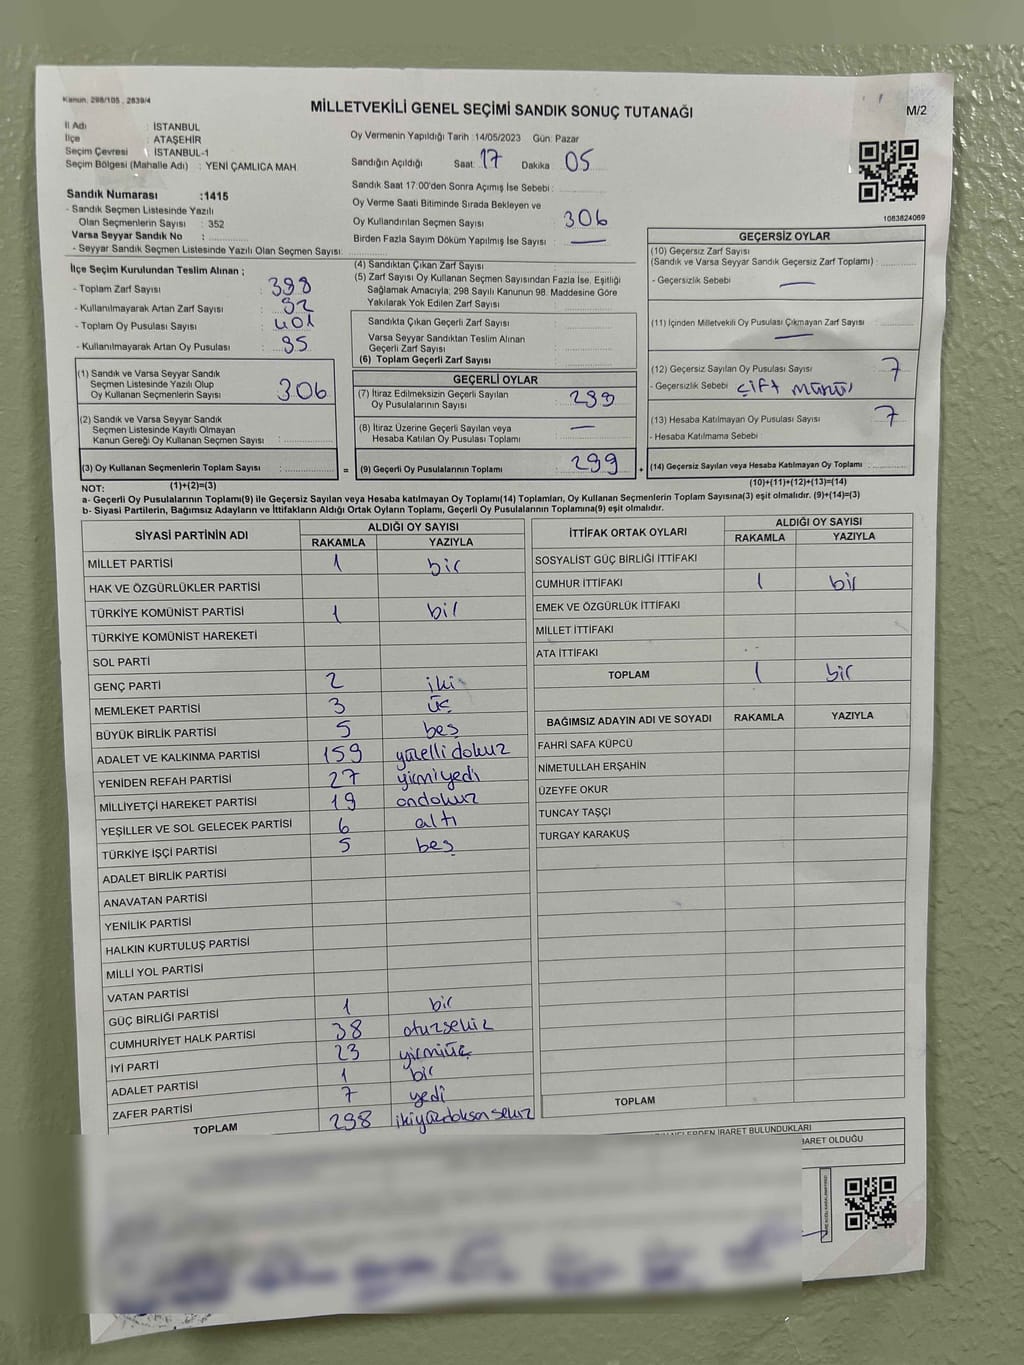 Kanun, 298/105 , 2839/4
MİLLETVEKİLİ GENEL SEÇİMİ SANDIK SONUÇ TUTANAĞI
M/2
İl Adı : İSTANBUL
İlçe : ATAŞEHİR
Seçim Çevresi : İSTANBUL-1
Seçim Bölgesi (Mahalle Adı) : YENİ ÇAMLICA MAH.
Oy Vermenin Yapıldığı Tarih :14/05/2023 Gün: Pazar
Sandığın Açıldığı Saat: 17 Dakika 05
Sandık Saat 17:00'den Sonra Açımış İse Sebebi :
Oy Verme Saati Bitiminde Sırada Bekleyen ve
Oy Kullandırılan Seçmen Sayısı 306
Birden Fazla Sayım Döküm Yapılmış İse Sayısı : —
1083824069
Sandık Numarası :1415
- Sandık Seçmen Listesinde Yazılı
Olan Seçmenlerin Sayısı : 352
Varsa Seyyar Sandık No :
- Seyyar Sandık Seçmen Listesinde Yazılı Olan Seçmen Sayısı:
İlçe Seçim Kurulundan Teslim Alınan ;
- Toplam Zarf Sayısı : 398
- Kullanılmayarak Artan Zarf Sayısı : 92
- Toplam Oy Pusulası Sayısı : 401
- Kullanılmayarak Artan Oy Pusulası : 95
(1) Sandık ve Varsa Seyyar Sandık
Seçmen Listesinde Yazılı Olup
Oy Kullanan Seçmenlerin Sayısı : 306
(2) Sandık ve Varsa Seyyar Sandık
Seçmen Listesinde Kayıtlı Olmayan
Kanun Gereği Oy Kullanan Seçmen Sayısı :
(3) Oy Kullanan Seçmenlerin Toplam Sayısı :
(4) Sandıktan Çıkan Zarf Sayısı :
(5) Zarf Sayısı Oy Kullanan Seçmen Sayısından Fazla İse, Eşitliği
Sağlamak Amacıyla; 298 Sayılı Kanunun 98. Maddesine Göre
Yakılarak Yok Edilen Zarf Sayısı :
Sandıkta Çıkan Geçerli Zarf Sayısı :
Varsa Seyyar Sandıktan Teslim Alınan
Geçerli Zarf Sayısı :
(6) Toplam Geçerli Zarf Sayısı :
GEÇERLİ OYLAR
(7) İtiraz Edilmeksizin Geçerli Sayılan
Oy Pusulalarının Sayısı : 299
(8) İtiraz Üzerine Geçerli Sayılan veya
Hesaba Katılan Oy Pusulası Toplamı : —
= (9) Geçerli Oy Pusulalarının Toplamı : 299
GEÇERSİZ OYLAR
(10) Geçersiz Zarf Sayısı
(Sandık ve Varsa Seyyar Sandık Geçersiz Zarf Toplamı) :
- Geçersizlik Sebebi : —
(11) İçinden Milletvekili Oy Pusulası Çıkmayan Zarf Sayısı :
—
(12) Geçersiz Sayılan Oy Pusulası Sayısı : 7
- Geçersizlik Sebebi : çift mühür
(13) Hesaba Katılmayan Oy Pusulası Sayısı : 7
- Hesaba Katılmama Sebebi :
+ (14) Geçersiz Sayılan veya Hesaba Katılmayan Oy Toplamı :
NOT: (1)+(2)=(3) (10)+(11)+(12)+(13)=(14)
a- Geçerli Oy Pusulalarının Toplamı(9) ile Geçersiz Sayılan veya Hesaba katılmayan Oy Toplamı(14) Toplamları, Oy Kullanan Seçmenlerin Toplam Sayısına(3) eşit olmalıdır. (9)+(14)=(3)
b- Siyasi Partilerin, Bağımsız Adayların ve İttifakların Aldığı Ortak Oyların Toplamı, Geçerli Oy Pusulalarının Toplamına(9) eşit olmalıdır.
SİYASİ PARTİNİN ADI ALDIĞI OY SAYISI
RAKAMLA YAZIYLA
MİLLET PARTİSİ 1 bir
HAK VE ÖZGÜRLÜKLER PARTİSİ
TÜRKİYE KOMÜNİST PARTİSİ 1 bir
TÜRKİYE KOMÜNİST HAREKETİ
SOL PARTİ
GENÇ PARTİ 2 iki
MEMLEKET PARTİSİ 3 üç
BÜYÜK BİRLİK PARTİSİ 5 beş
ADALET VE KALKINMA PARTİSİ 159 yüzelli dokuz
YENİDEN REFAH PARTİSİ 27 yirmiyedi
MİLLİYETÇİ HAREKET PARTİSİ 19 ondokuz
YEŞİLLER VE SOL GELECEK PARTİSİ 6 altı
TÜRKİYE İŞÇİ PARTİSİ 5 beş
ADALET BİRLİK PARTİSİ
ANAVATAN PARTİSİ
YENİLİK PARTİSİ
HALKIN KURTULUŞ PARTİSİ
MİLLİ YOL PARTİSİ
VATAN PARTİSİ
GÜÇ BİRLİĞİ PARTİSİ 1 bir
CUMHURİYET HALK PARTİSİ 38 otuzsekiz
İYİ PARTİ 23 yirmiüç
ADALET PARTİSİ 1 bir
ZAFER PARTİSİ 7 yedi
TOPLAM 298 ikiyüzdoksan sekiz
İTTİFAK ORTAK OYLARI ALDIĞI OY SAYISI
RAKAMLA YAZIYLA
SOSYALİST GÜÇ BİRLİĞİ İTTİFAKI
CUMHUR İTTİFAKI 1 bir
EMEK VE ÖZGÜRLÜK İTTİFAKI
MİLLET İTTİFAKI
ATA İTTİFAKI
TOPLAM 1 bir
BAĞIMSIZ ADAYIN ADI VE SOYADI RAKAMLA YAZIYLA
FAHRİ SAFA KÜPCÜ
NİMETULLAH ERŞAHİN
ÜZEYFE OKUR
TUNCAY TAŞÇI
TURGAY KARAKUŞ
TOPLAM
İBARET BULUNDUKLARI
İBARET OLDUĞU